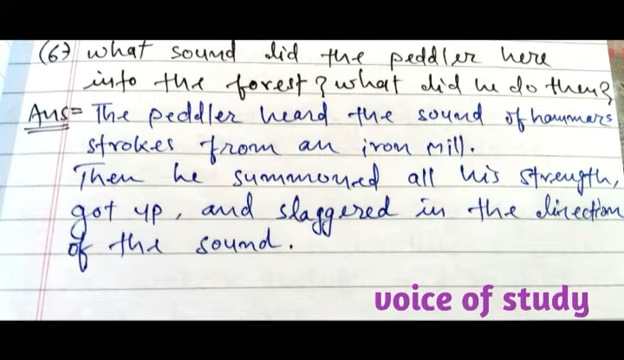 (6) what sound did the peddler here
into the forest? what did he do then?
Ans= The peddler heard the sound of hammers
strokes from an iron mill.
Then he summoned all his strength,
got up, and slaggered in the direction
of the sound.
voice of study